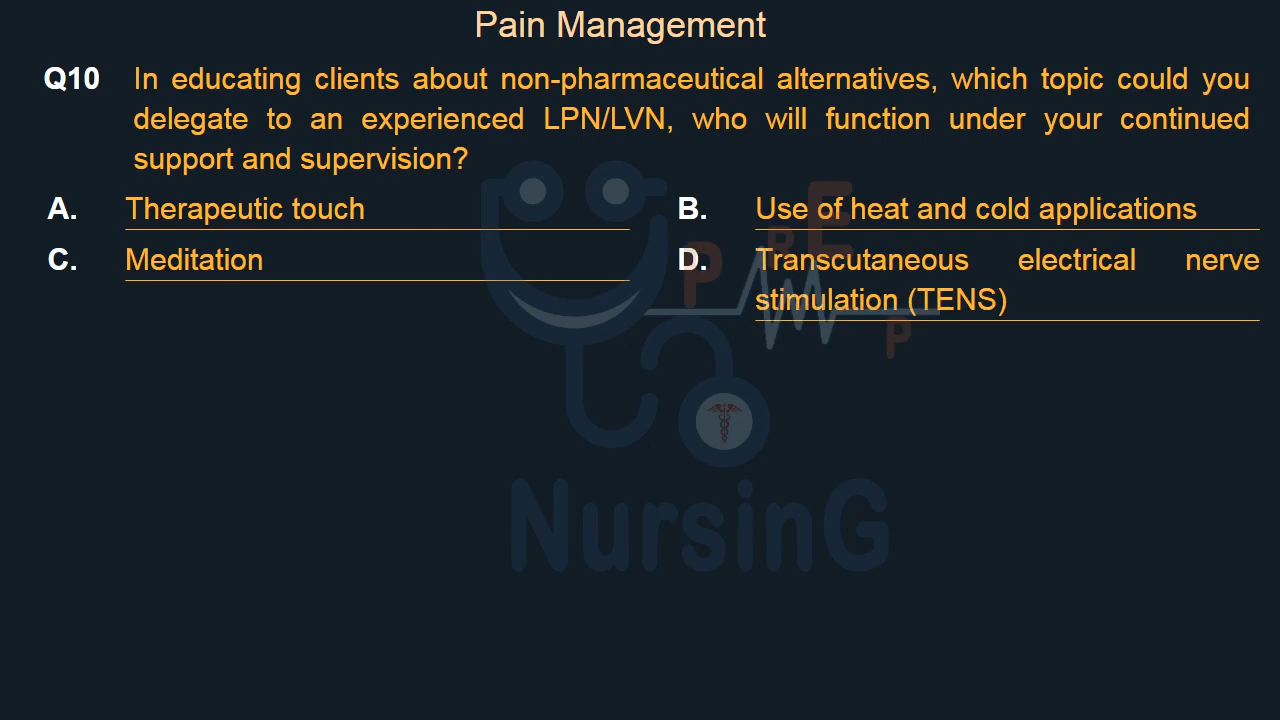 Pain Management
Q10 In educating clients about non-pharmaceutical alternatives, which topic could you
delegate to an experienced LPN/LVN, who will function under your continued
support and supervision?
A. Therapeutic touch
B. Use of heat and cold applications
C. Meditation
D. Transcutaneous electrical nerve
stimulation (TENS)
PREP
NursinG